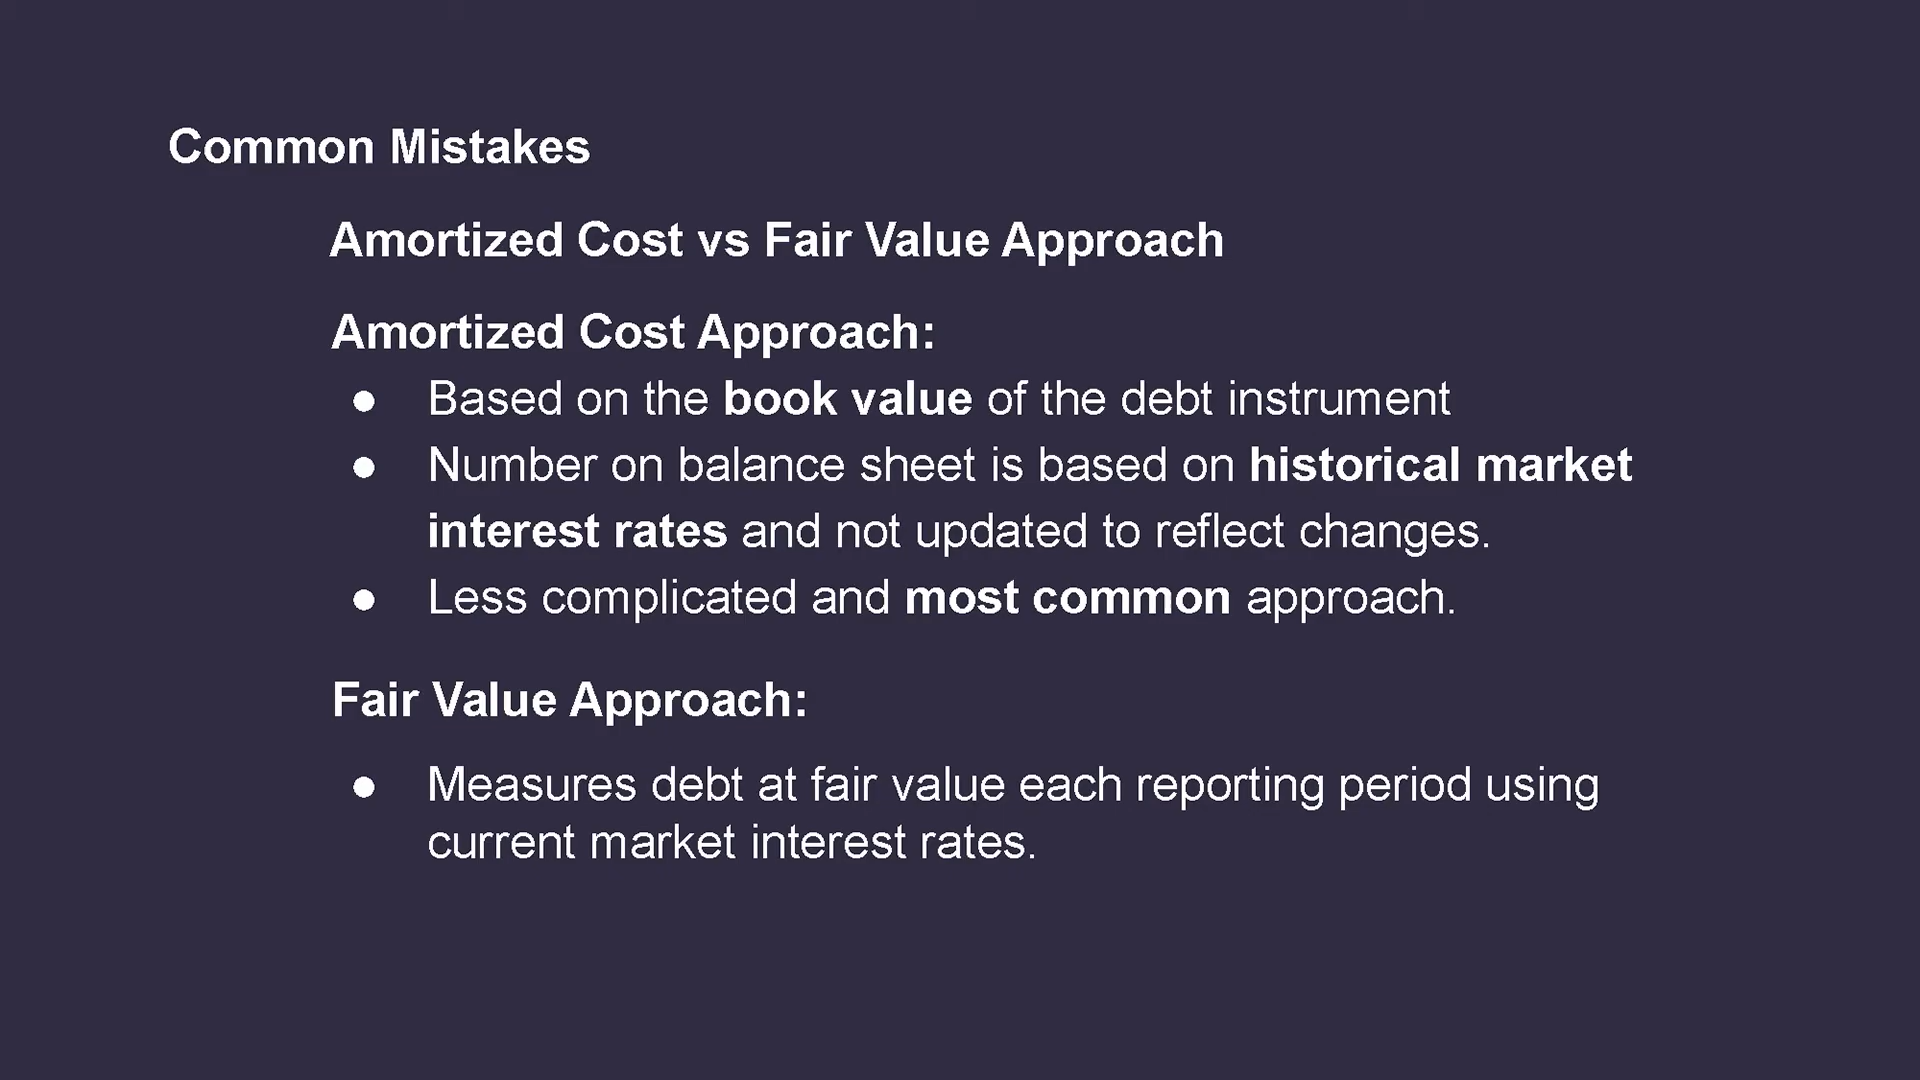 Common Mistakes
Amortized Cost vs Fair Value Approach
Amortized Cost Approach:
● Based on the book value of the debt instrument
● Number on balance sheet is based on historical market
interest rates and not updated to reflect changes.
● Less complicated and most common approach.
Fair Value Approach:
● Measures debt at fair value each reporting period using
current market interest rates.